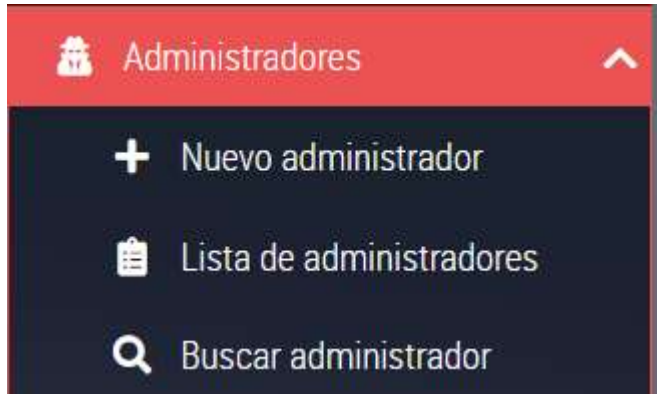 Administradores
Nuevo administrador
Lista de administradores
Buscar administrador